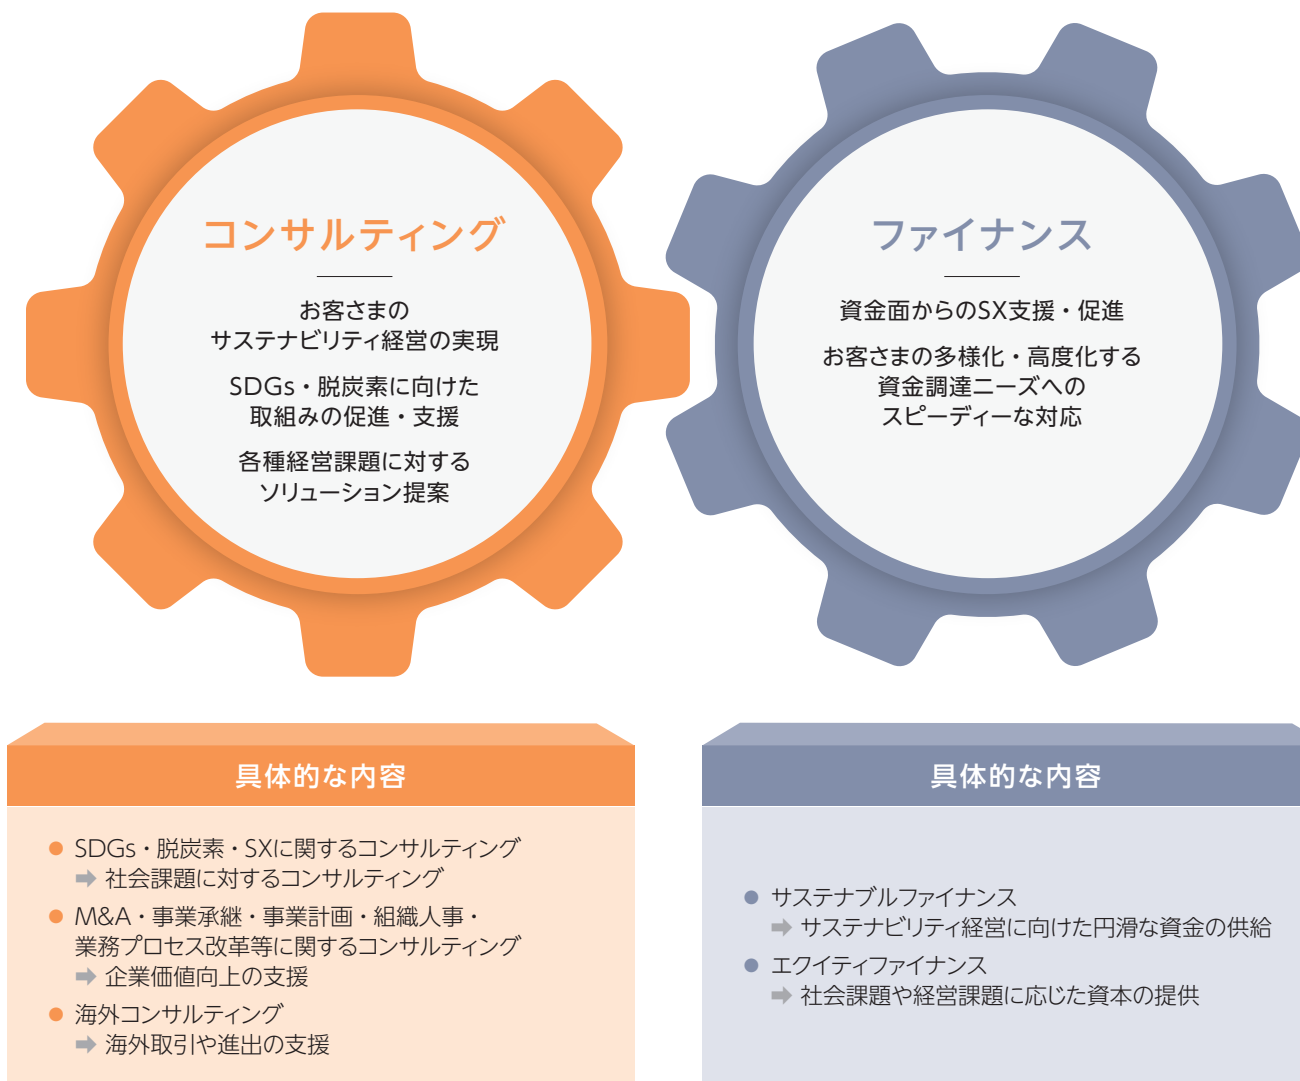 コンサルティング
お客さまの
サステナビリティ経営の実現
SDGs・脱炭素に向けた
取組みの促進・支援
各種経営課題に対する
ソリューション提案
ファイナンス
資金面からのSX支援・促進
お客さまの多様化・高度化する
資金調達ニーズへの
スピーディーな対応
具体的な内容
● SDGs・脱炭素・SXに関するコンサルティング
➡ 社会課題に対するコンサルティング
● M&A・事業承継・事業計画・組織人事・
業務プロセス改革等に関するコンサルティング
➡ 企業価値向上の支援
● 海外コンサルティング
➡ 海外取引や進出の支援
具体的な内容
● サステナブルファイナンス
➡ サステナビリティ経営に向けた円滑な資金の供給
● エクイティファイナンス
➡ 社会課題や経営課題に応じた資本の提供